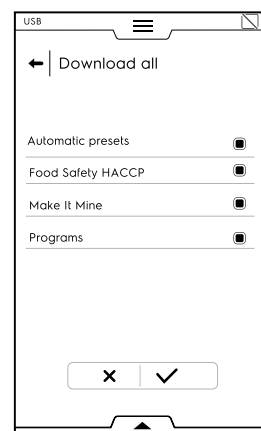 USB
Download all
Automatic presets
Food Safety HACCP
Make It Mine
Programs